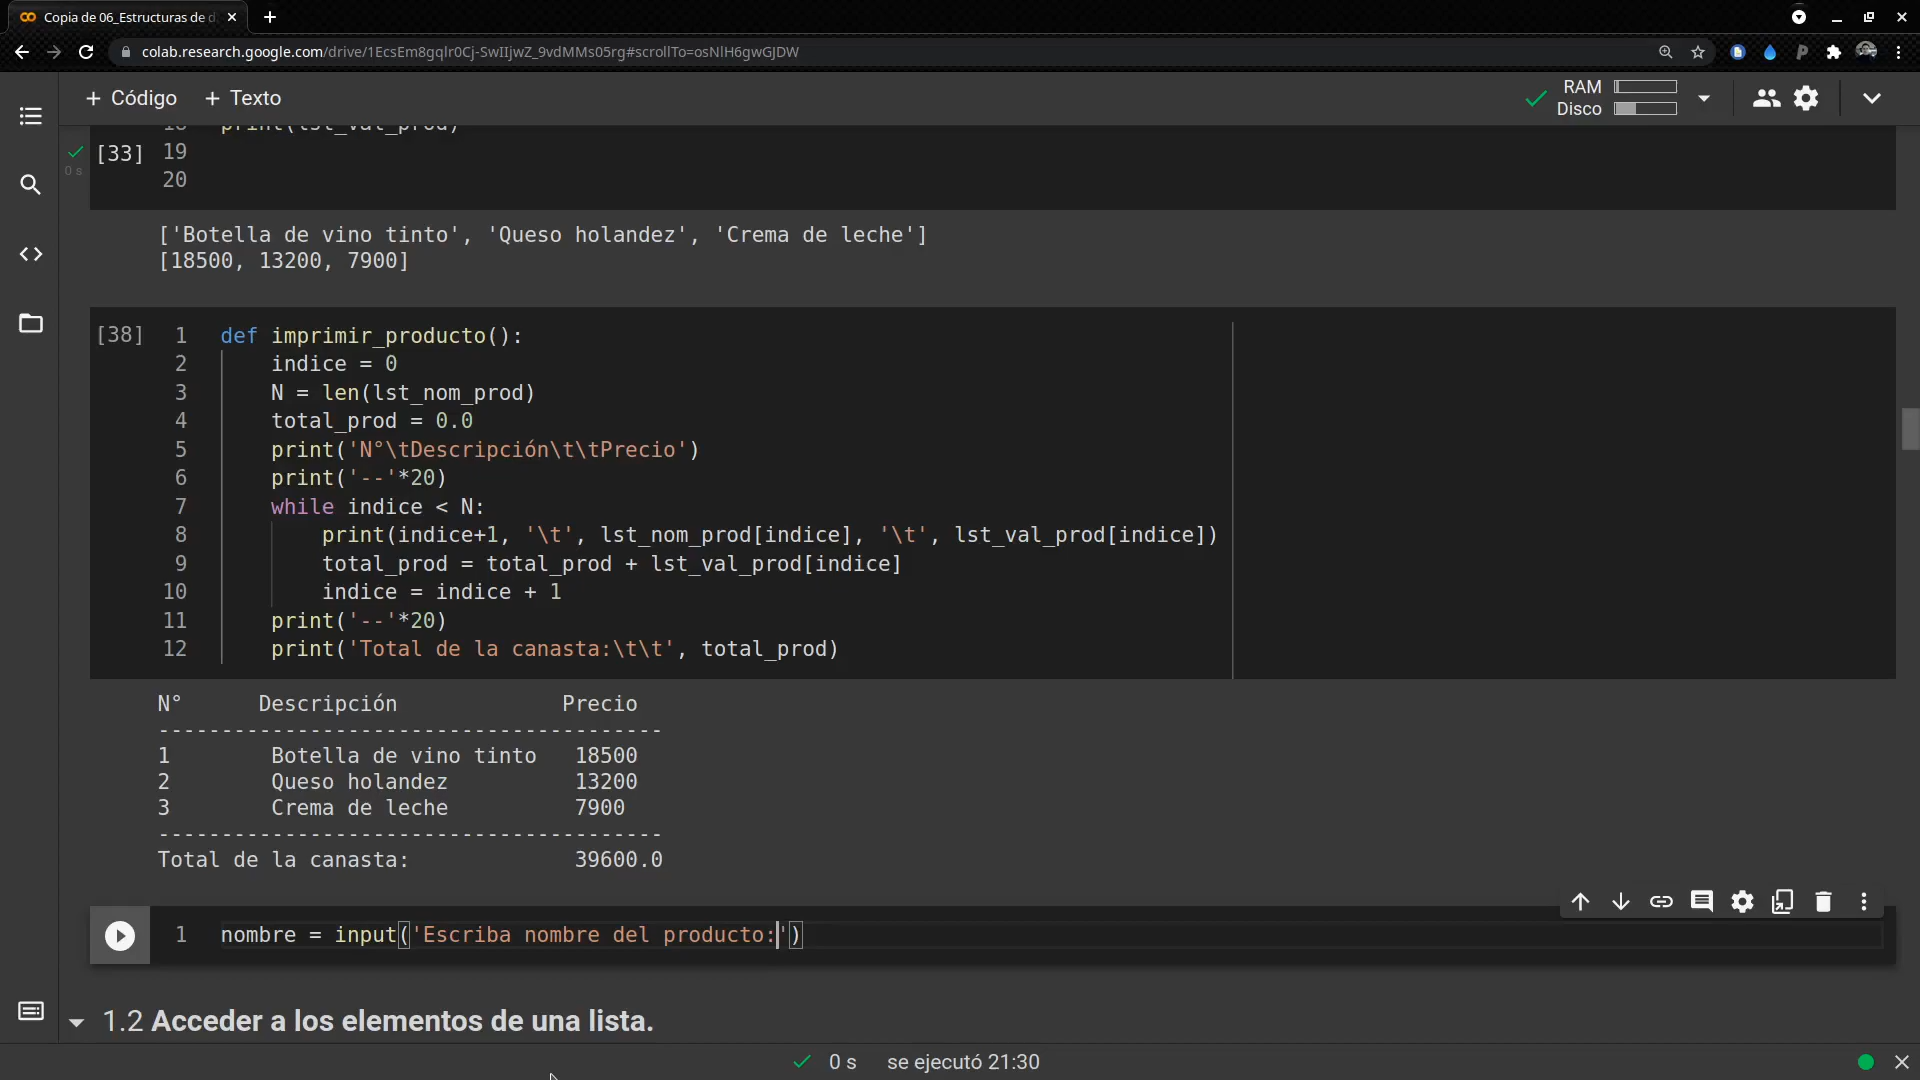 Copia de 06_Estructuras de d
colab.research.google.com/drive/1EcsEm8gqlr0Cj-SwIIjwZ_9vdMMs05rg#scrollTo=osNlH6gwGJDW
+ Código + Texto
RAM
Disco
18 print(lst_val_prod)
[33] 19
0 s
20
['Botella de vino tinto', 'Queso holandez', 'Crema de leche']
[18500, 13200, 7900]
[38] 1 def imprimir_producto():
2 indice = 0
3 N = len(lst_nom_prod)
4 total_prod = 0.0
5 print('N°\tDescripción\t\tPrecio')
6 print('--'*20)
7 while indice < N:
8 print(indice+1, '\t', lst_nom_prod[indice], '\t', lst_val_prod[indice])
9 total_prod = total_prod + lst_val_prod[indice]
10 indice = indice + 1
11 print('--'*20)
12 print('Total de la canasta:\t\t', total_prod)
N° Descripción Precio
----------------------------------------
1 Botella de vino tinto 18500
2 Queso holandez 13200
3 Crema de leche 7900
----------------------------------------
Total de la canasta: 39600.0
1 nombre = input('Escriba nombre del producto:')
1.2 Acceder a los elementos de una lista.
0 s se ejecutó 21:30